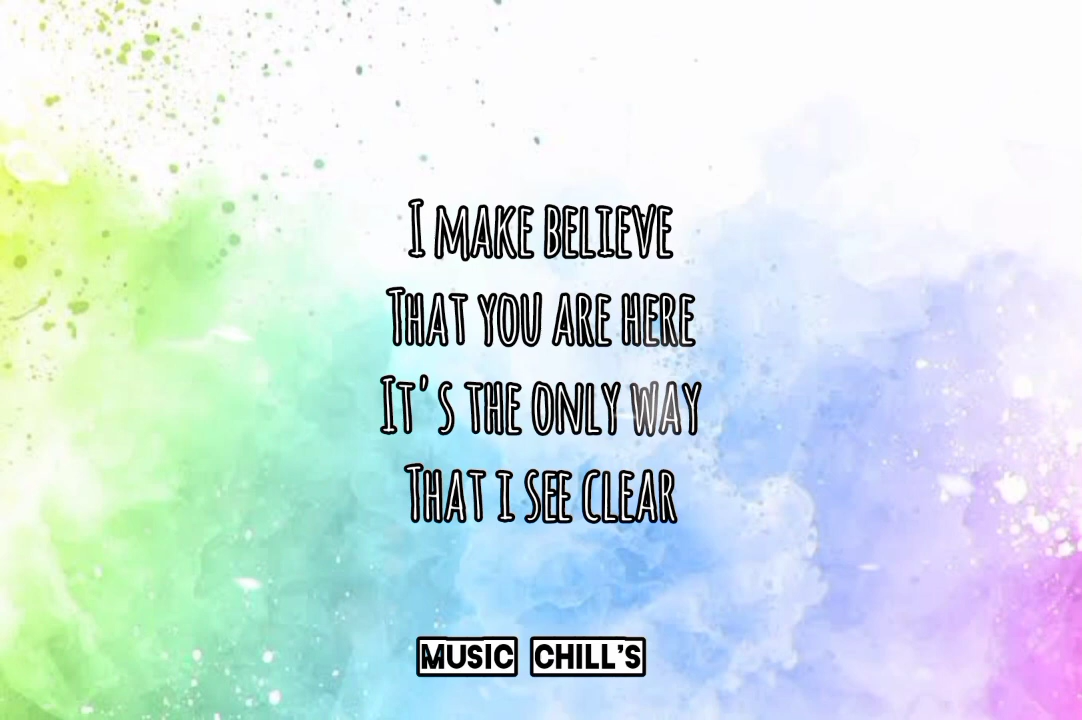 I MAKE BELIEVE
THAT YOU ARE HERE
IT'S THE ONLY WAY
THAT I SEE CLEAR
MUSIC CHILL'S